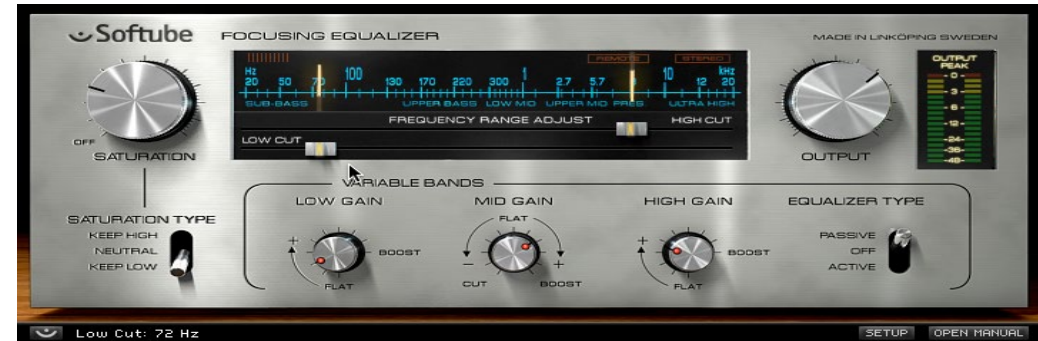 Softube
FOCUSING EQUALIZER
MADE IN LINKÖPING SWEDEN
REMOTE STEREO
Hz 100 1 10 kHz
20 50 70 130 170 220 300 2.7 5.7 12 20
SUB-BASS UPPER BASS LOW MID UPPER MID PRES. ULTRA HIGH
FREQUENCY RANGE ADJUST HIGH CUT
LOW CUT
OFF
SATURATION
OUTPUT
OUTPUT
PEAK
0
3
6
12
24
36
48
VARIABLE BANDS
SATURATION TYPE
KEEP HIGH
NEUTRAL
KEEP LOW
LOW GAIN
+
BOOST
FLAT
MID GAIN
FLAT
- +
CUT BOOST
HIGH GAIN
+
BOOST
FLAT
EQUALIZER TYPE
PASSIVE
OFF
ACTIVE
Low Cut: 72 Hz
SETUP OPEN MANUAL